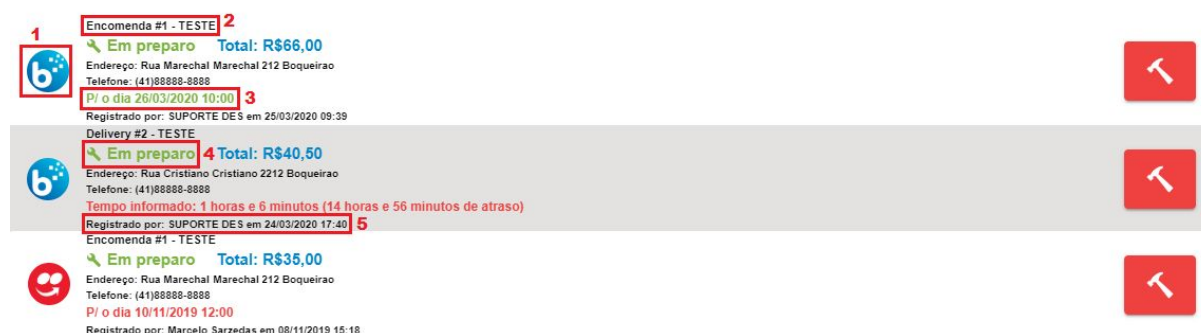 1
Encomenda #1 - TESTE 2
Em preparo Total: R$66,00
b
Endereço: Rua Marechal Marechal 212 Boqueirao
Telefone: (41)88888-8888
P/ o dia 26/03/2020 10:00 3
Registrado por: SUPORTE DES em 25/03/2020 09:39
Delivery #2 - TESTE
Em preparo 4 Total: R$40,50
b
Endereço: Rua Cristiano Cristiano 2212 Boqueirao
Telefone: (41)88888-8888
Tempo informado: 1 horas e 6 minutos (14 horas e 56 minutos de atraso)
Registrado por: SUPORTE DES em 24/03/2020 17:40 5
Encomenda #1 - TESTE
Em preparo Total: R$35,00
Endereço: Rua Marechal Marechal 212 Boqueirao
Telefone: (41)88888-8888
P/ o dia 10/11/2019 12:00
Registrado por: Marcelo Sarzedas em 08/11/2019 15:18